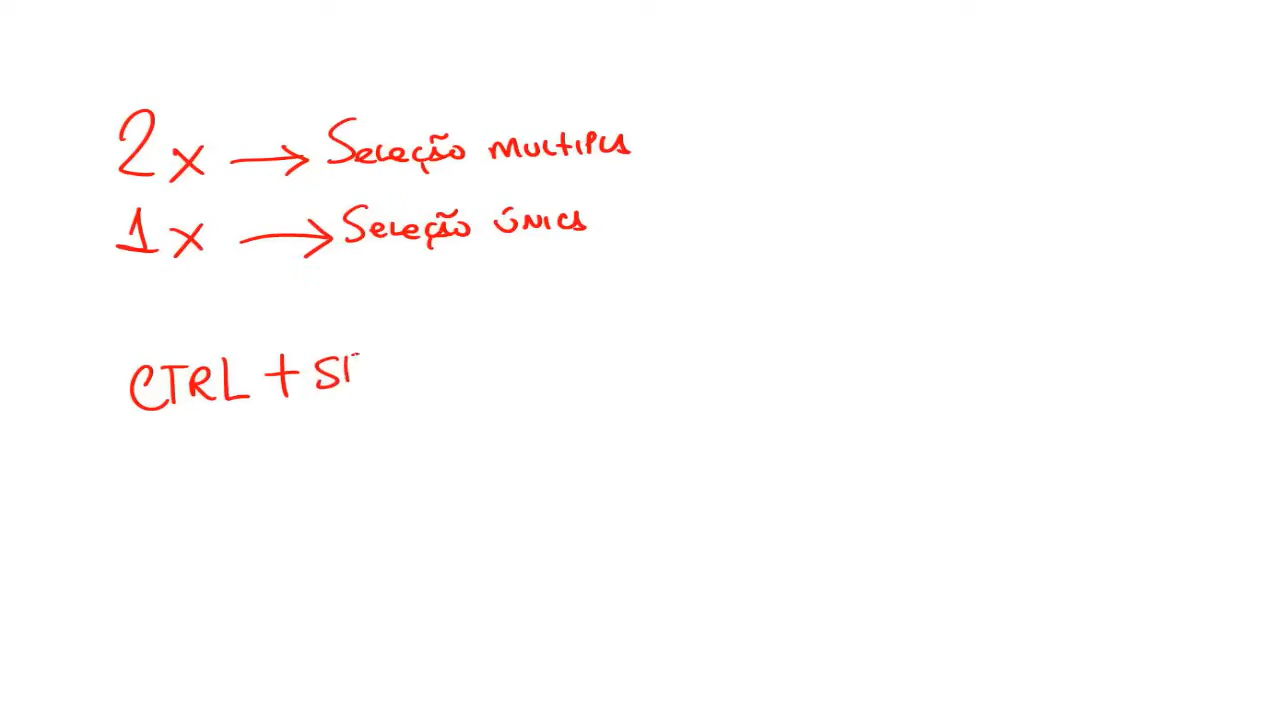 2x → Seleção multipla
1x → Seleção única
CTRL + S